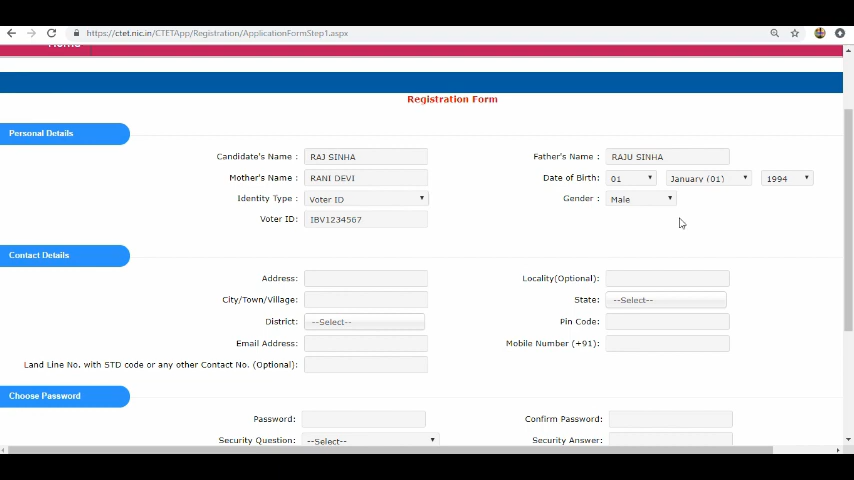 https://ctet.nic.in/CTETApp/Registration/ApplicationFormStep1.aspx
Home
Registration Form
Personal Details
Candidate's Name : RAJ SINHA Father's Name : RAJU SINHA
Mother's Name : RANI DEVI Date of Birth: 01 January (01) 1994
Identity Type : Voter ID Gender : Male
Voter ID: IBV1234567
Contact Details
Address: Locality(Optional):
City/Town/Village: State: --Select--
District: --Select-- Pin Code:
Email Address: Mobile Number (+91):
Land Line No. with STD code or any other Contact No. (Optional):
Choose Password
Password: Confirm Password:
Security Question: --Select-- Security Answer: